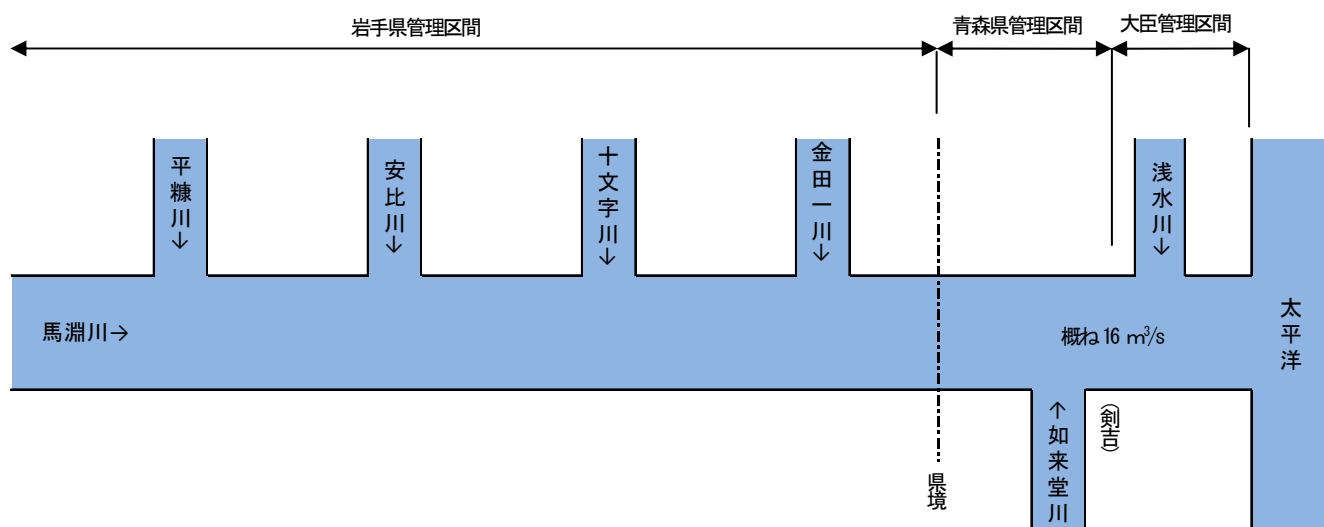 岩手県管理区間
青森県管理区間
大臣管理区間
平糠川↓
安比川↓
十文字川↓
金田一川↓
浅水川↓
馬淵川→
概ね16 m³/s
太平洋
↑如来堂川
(剣吉)
県境